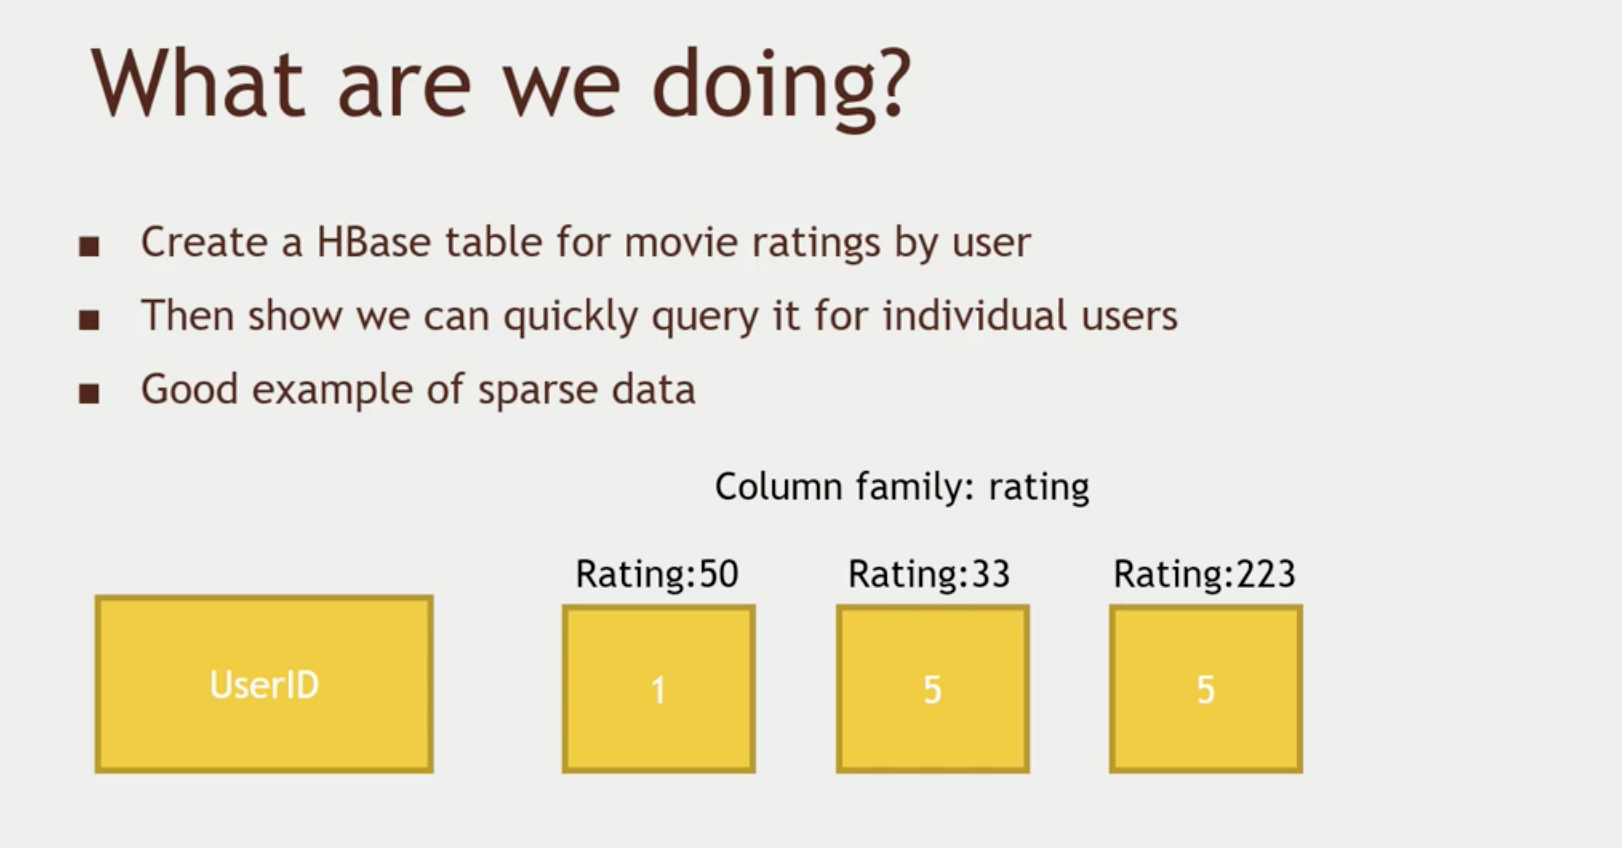 What are we doing?
Create a HBase table for movie ratings by user
Then show we can quickly query it for individual users
Good example of sparse data
Column family: rating
Rating:50 Rating:33 Rating:223
UserID 1 5 5